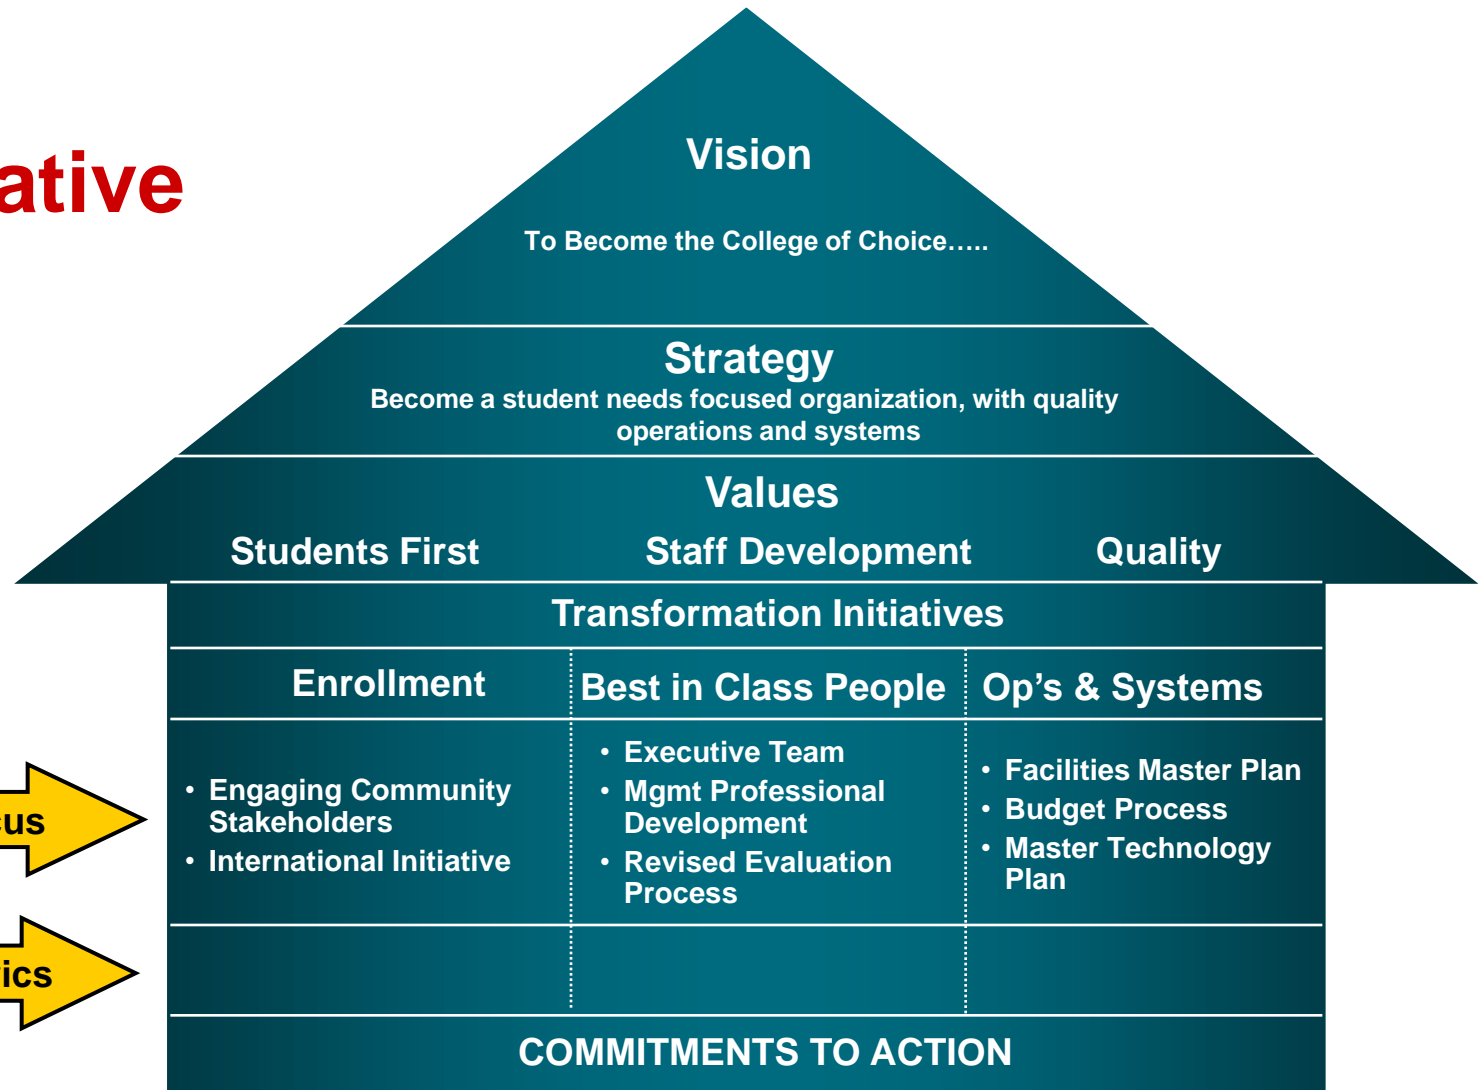 ative
Vision
To Become the College of Choice…..
Strategy
Become a student needs focused organization, with quality
operations and systems
Values
Students First Staff Development Quality
Transformation Initiatives
Enrollment Best in Class People Op’s & Systems
• Engaging Community
Stakeholders
• International Initiative
• Executive Team
• Mgmt Professional
Development
• Revised Evaluation
Process
• Facilities Master Plan
• Budget Process
• Master Technology
Plan
cus
ics
COMMITMENTS TO ACTION